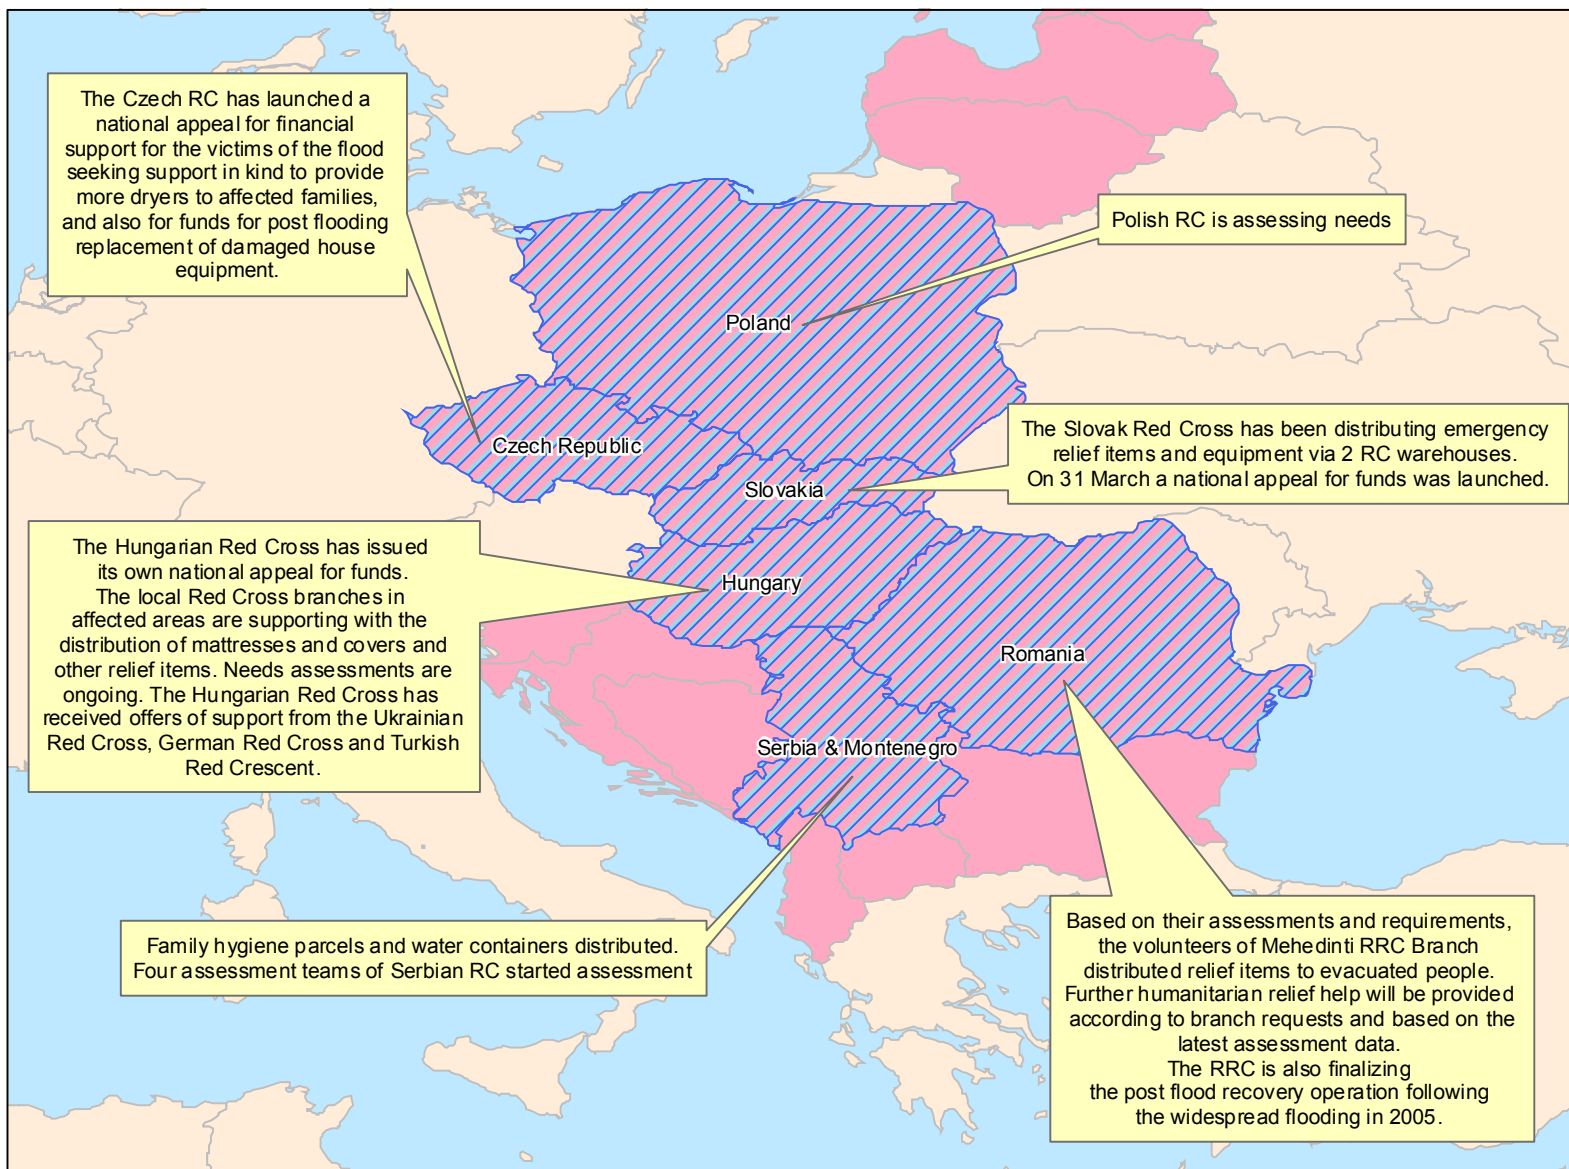 The Czech RC has launched a
national appeal for financial
support for the victims of the flood
seeking support in kind to provide
more dryers to affected families,
and also for funds for post flooding
replacement of damaged house
equipment.
Polish RC is assessing needs
Poland
Czech Republic
The Slovak Red Cross has been distributing emergency
relief items and equipment via 2 RC warehouses.
On 31 March a national appeal for funds was launched.
Slovakia
The Hungarian Red Cross has issued
its own national appeal for funds.
The local Red Cross branches in
affected areas are supporting with the
distribution of mattresses and covers and
other relief items. Needs assessments are
ongoing. The Hungarian Red Cross has
received offers of support from the Ukrainian
Red Cross, German Red Cross and Turkish
Red Crescent.
Hungary
Romania
Serbia & Montenegro
Family hygiene parcels and water containers distributed.
Four assessment teams of Serbian RC started assessment
Based on their assessments and requirements,
the volunteers of Mehedinti RRC Branch
distributed relief items to evacuated people.
Further humanitarian relief help will be provided
according to branch requests and based on the
latest assessment data.
The RRC is also finalizing
the post flood recovery operation following
the widespread flooding in 2005.